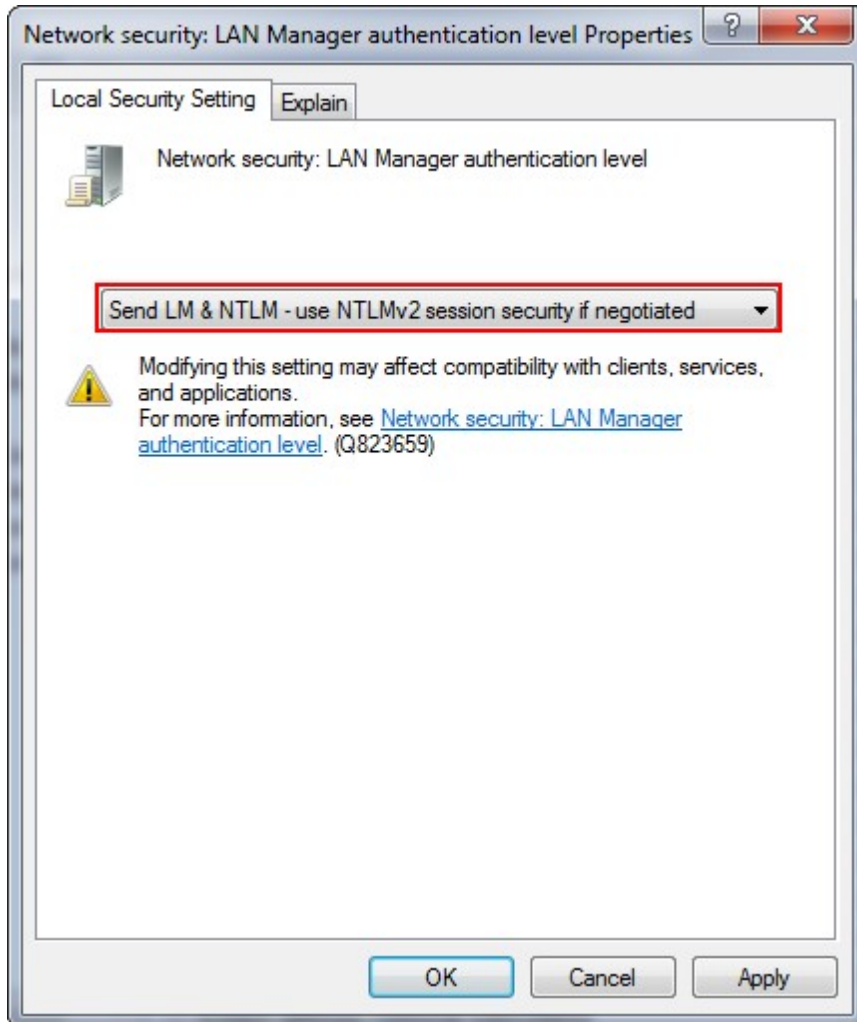 Network security: LAN Manager authentication level Properties
Local Security Setting
Explain
Network security: LAN Manager authentication level
Send LM & NTLM - use NTLMv2 session security if negotiated
Modifying this setting may affect compatibility with clients, services,
and applications.
For more information, see Network security: LAN Manager
authentication level. (Q823659)
OK
Cancel
Apply